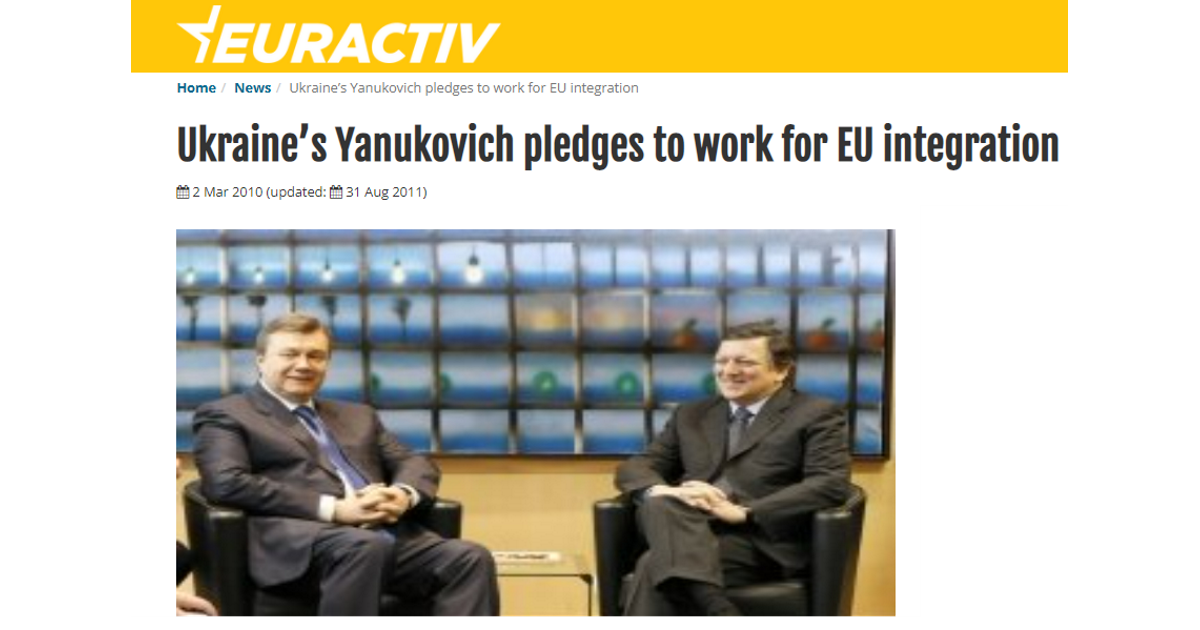 EURACTIV
Home / News / Ukraine’s Yanukovich pledges to work for EU integration
Ukraine’s Yanukovich pledges to work for EU integration
2 Mar 2010 (updated: 31 Aug 2011)